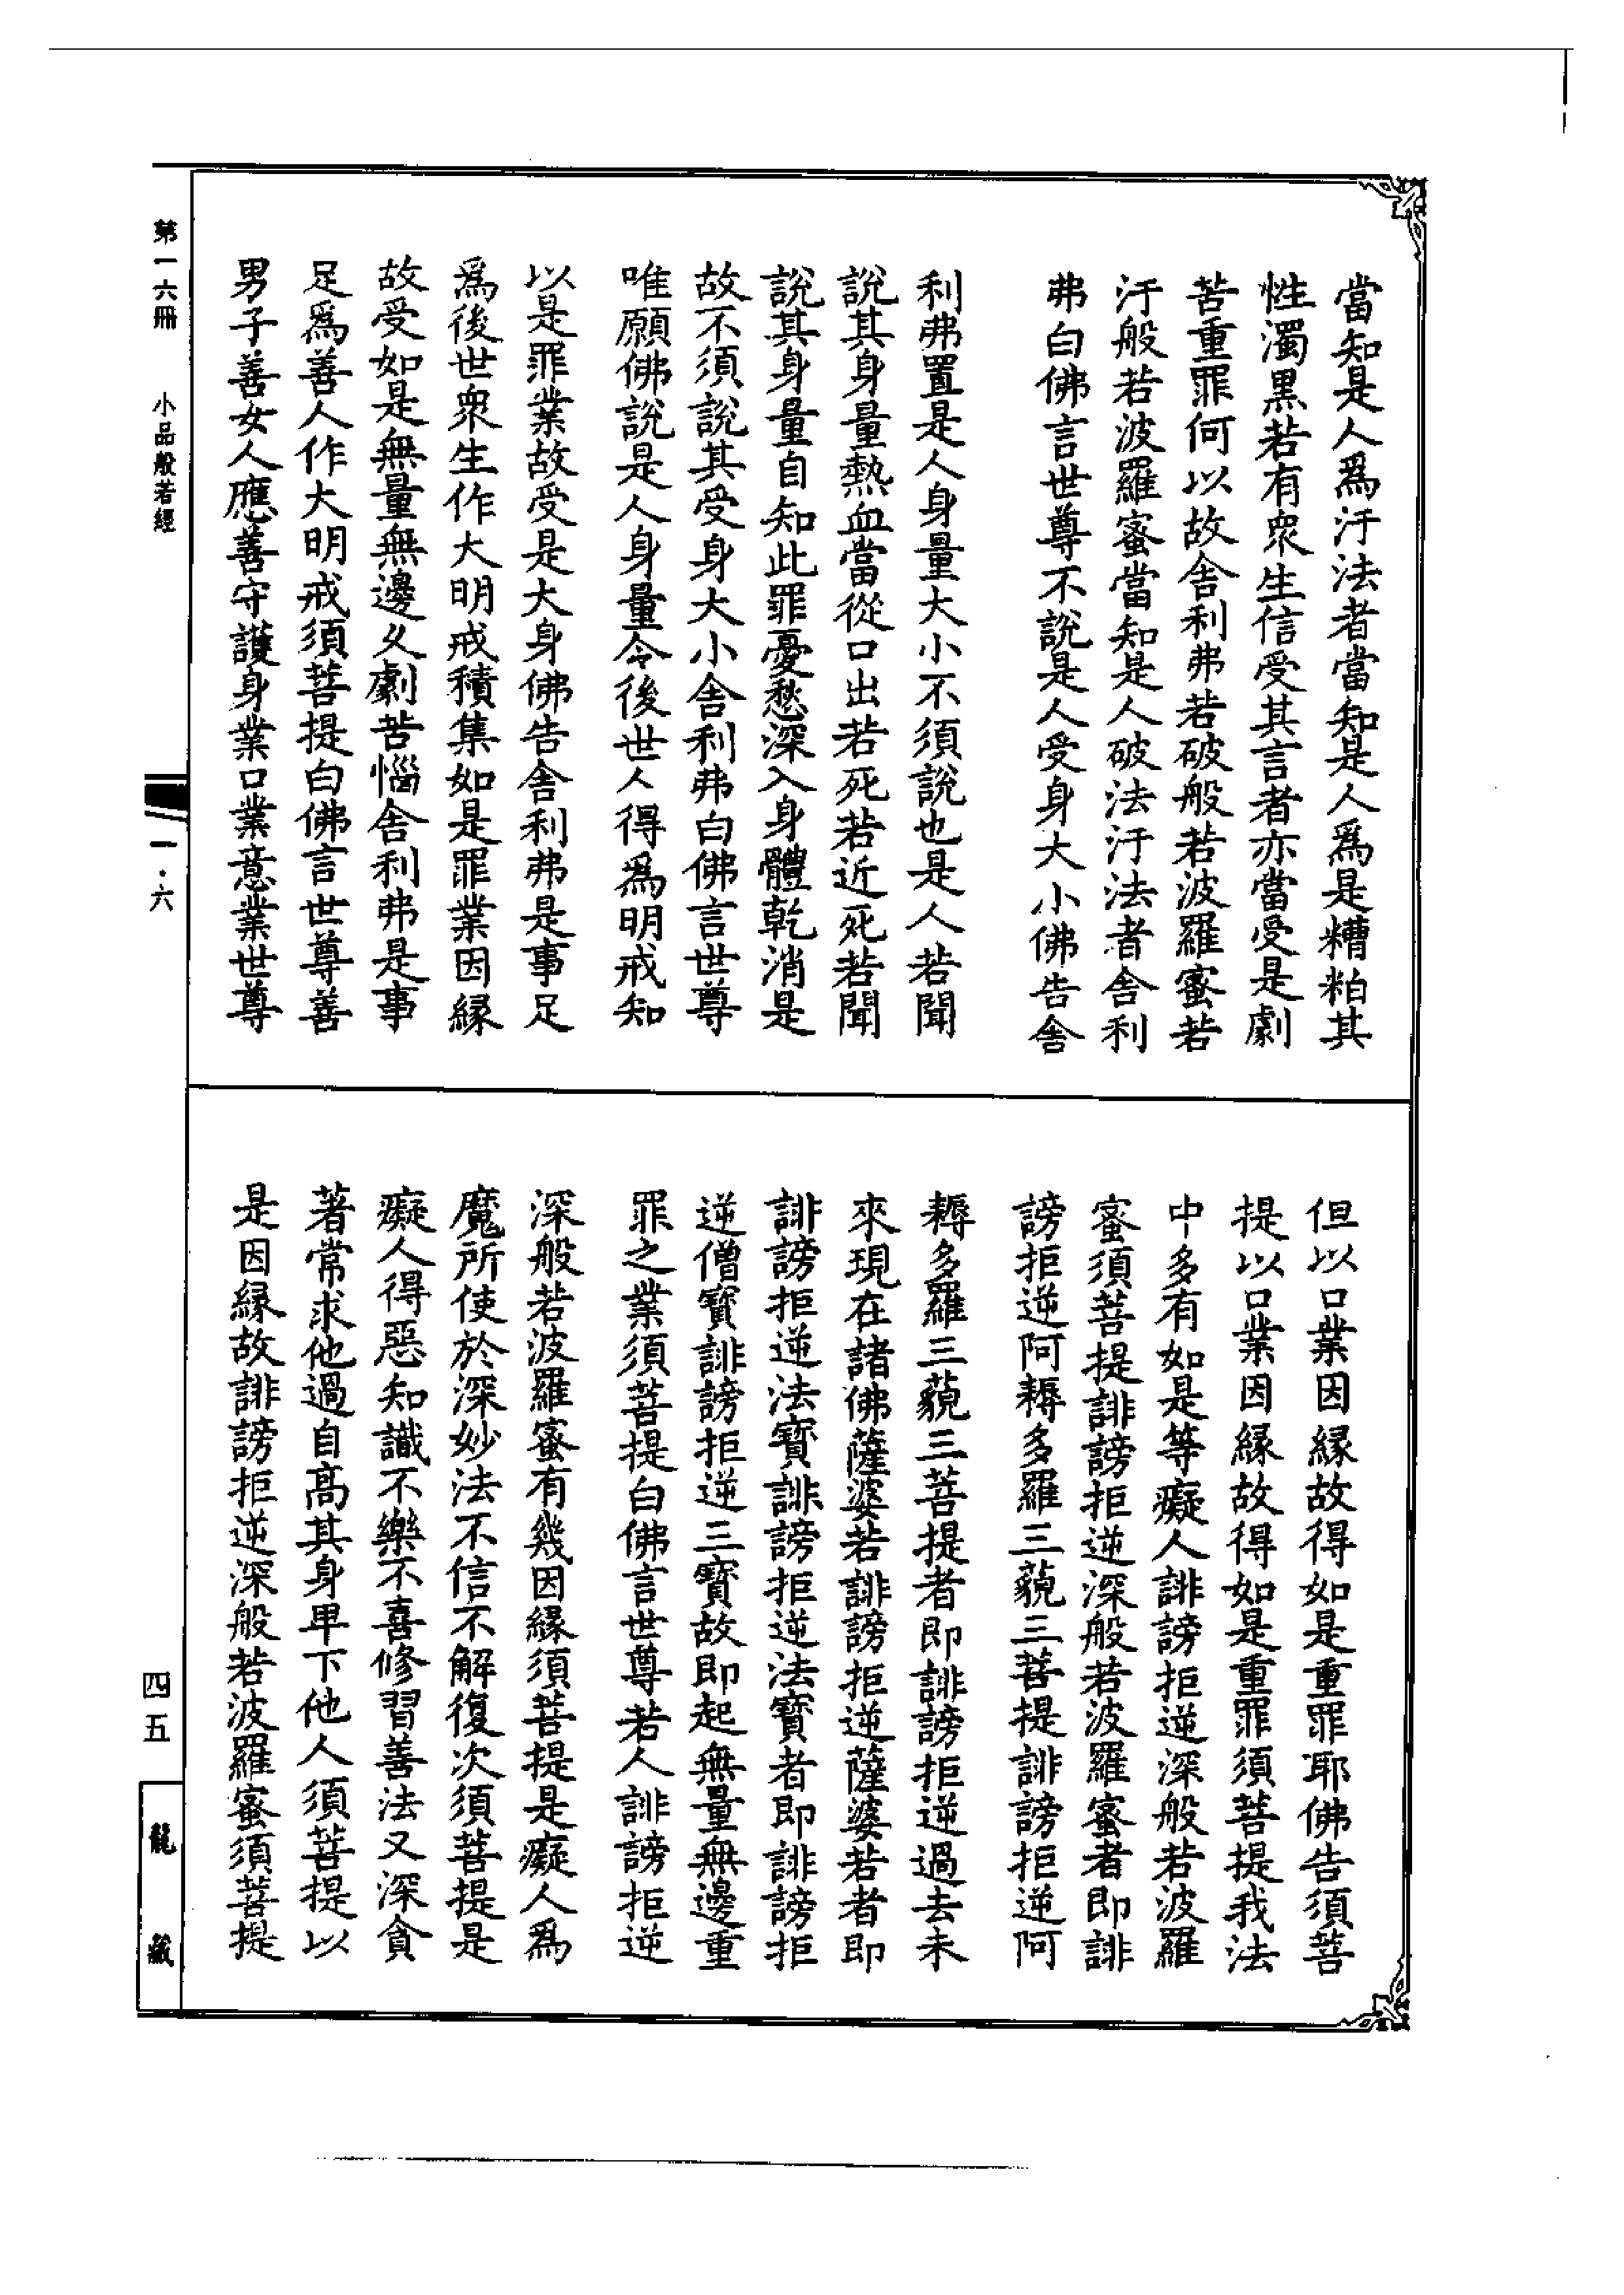 當知是人爲汙法者當知是人爲是糟粕其
性濁黑若有衆生信受其言者亦當受是劇
苦重罪何以故舍利弗若破般若波羅蜜若
汙般若波羅蜜當知是人破法汙法者舍利
弗白佛言世尊不說是人受身大小佛告舍
利弗置是人身量大小不須說也是人若聞
說其身量熱血當從口出若死若近死若聞
說其身量自知此罪憂愁深入身體乾消是
故不須說其受身大小舍利弗白佛言世尊
唯願佛說是人身量令後世人得爲明戒知
以是罪業故受是大身佛告舍利弗是事足
爲後世衆生作大明戒積集如是罪業因緣
故受如是無量無邊久劇苦惱舍利弗是事
足爲善人作大明戒須菩提白佛言世尊善
男子善女人應善守護身業口業意業世尊
但以口業因緣故得如是重罪耶佛告須菩
提以口業因緣故得如是重罪須菩提我法
中多有如是等癡人誹謗拒逆深般若波羅
蜜須菩提誹謗拒逆深般若波羅蜜者即誹
謗拒逆阿耨多羅三藐三菩提誹謗拒逆阿
耨多羅三藐三菩提者即誹謗拒逆過去未
來現在諸佛薩婆若誹謗拒逆薩婆若者即
誹謗拒逆法寶誹謗拒逆法寶者即誹謗拒
逆僧寶誹謗拒逆三寶故即起無量無邊重
罪之業須菩提白佛言世尊若人誹謗拒逆
深般若波羅蜜有幾因緣須菩提是癡人爲
魔所使於深妙法不信不解復次須菩提是
癡人得惡知識不樂不喜修習善法又深貪
著常求他過自高其身卑下他人須菩提以
是因緣故誹謗拒逆深般若波羅蜜須菩提
第一六冊 小品般若經
一·六
四五
龍藏